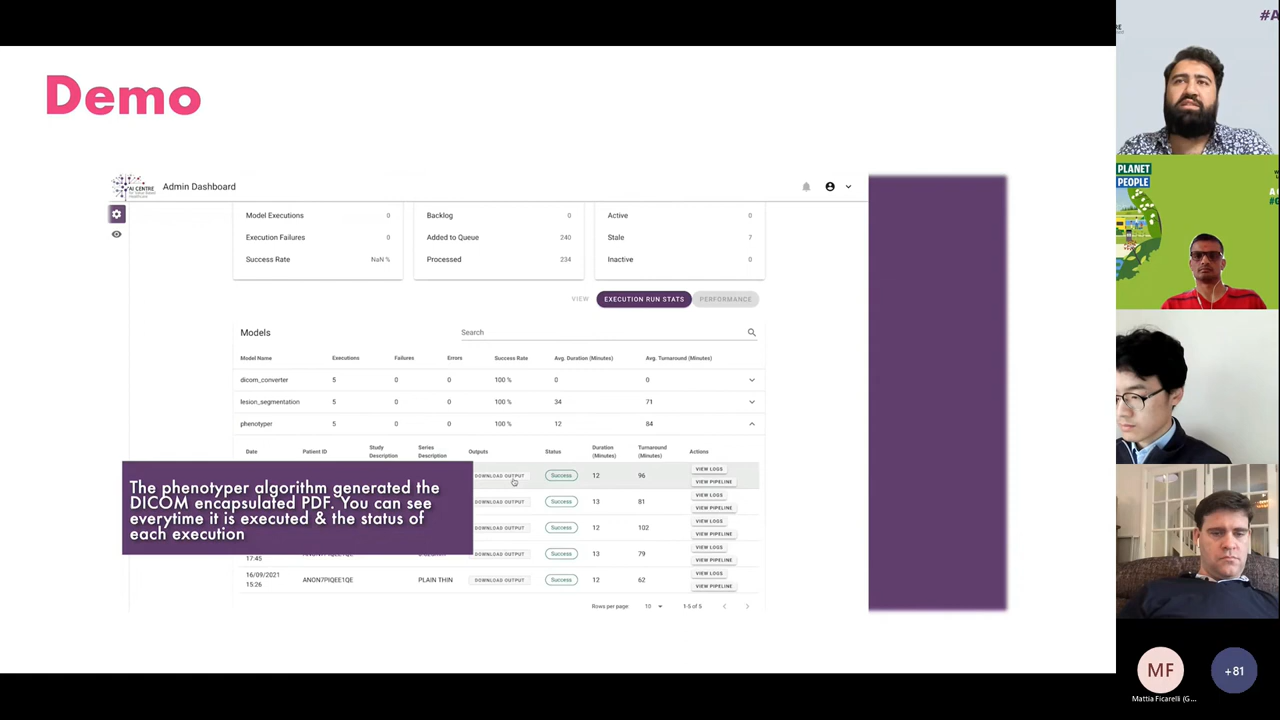 Demo
AI CENTRE
Admin Dashboard
Model Executions 0
Execution Failures 0
Success Rate NaN %
Backlog 0
Added to Queue 240
Processed 234
Active 0
Stale 7
Inactive 0
VIEW EXECUTION RUN STATS PERFORMANCE
Models Search
Model Name Executions Failures Errors Success Rate Avg. Duration (Minutes) Avg. Turnaround (Minutes)
dicom_converter 5 0 0 100 % 0 0
lesion_segmentation 5 0 0 100 % 34 71
phenotyper 5 0 0 100 % 12 84
Date Patient ID Study Description Series Description Outputs Status Duration (Minutes) Turnaround (Minutes) Actions
DOWNLOAD OUTPUT Success 12 96 VIEW LOGS VIEW PIPELINE
DOWNLOAD OUTPUT Success 13 81 VIEW LOGS VIEW PIPELINE
DOWNLOAD OUTPUT Success 12 102 VIEW LOGS VIEW PIPELINE
17:45 DOWNLOAD OUTPUT Success 13 79 VIEW LOGS VIEW PIPELINE
16/09/2021 15:26 ANON7PIQEE1QE PLAIN THIN DOWNLOAD OUTPUT Success 12 62 VIEW LOGS VIEW PIPELINE
Rows per page: 10 1-5 of 5
The phenotyper algorithm generated the
DICOM encapsulated PDF. You can see
everytime it is executed & the status of
each execution
#A
PLANET
PEOPLE
MF
+81
Mattia Ficarelli (G...